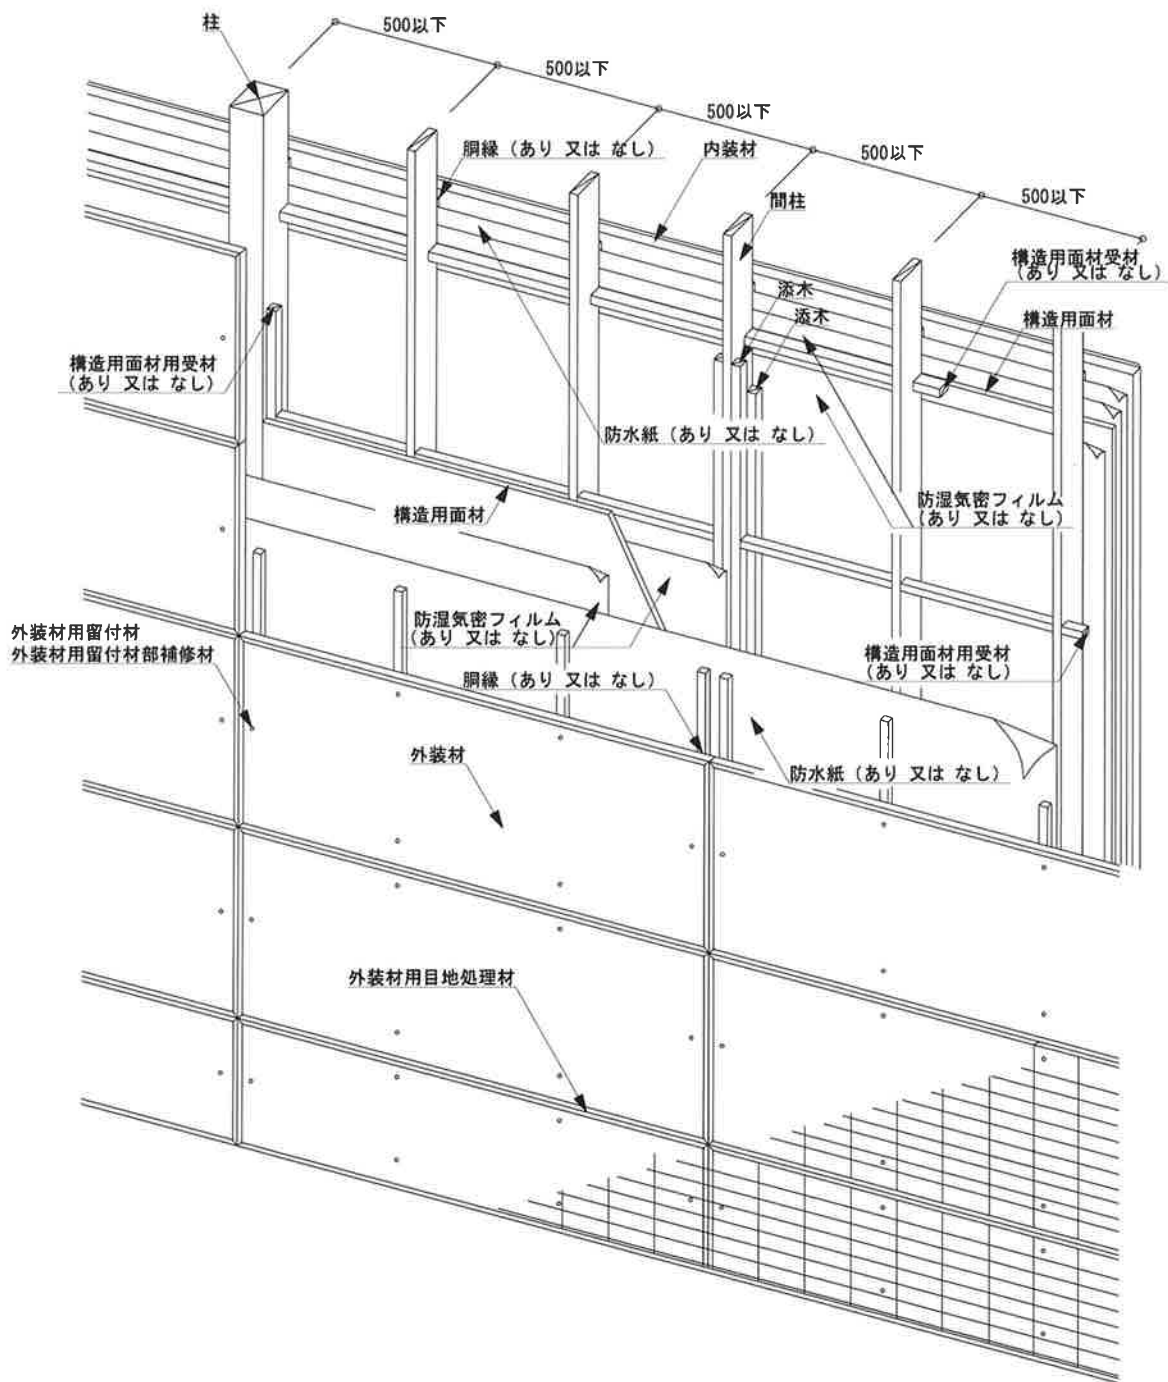 柱
500以下
500以下
500以下
500以下
500以下
胴縁（あり 又は なし）
内装材
間柱
構造用面材受材
（あり 又は なし）
添木
添木
構造用面材
構造用面材用受材
（あり 又は なし）
防水紙（あり 又は なし）
構造用面材
防湿気密フィルム
（あり 又は なし）
防湿気密フィルム
（あり 又は なし）
外装材用留付材
外装材用留付材部補修材
構造用面材用受材
（あり 又は なし）
胴縁（あり 又は なし）
外装材
防水紙（あり 又は なし）
外装材用目地処理材